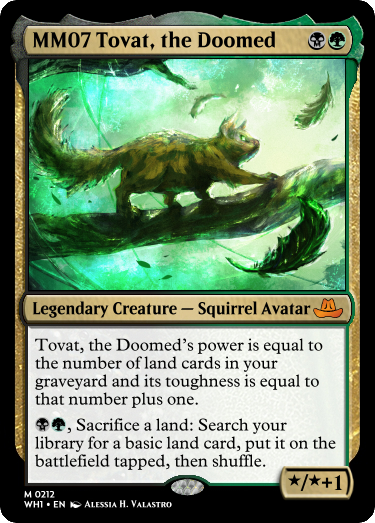 MM07 Tovat, the Doomed
Legendary Creature — Squirrel Avatar
Tovat, the Doomed's power is equal to
the number of land cards in your
graveyard and its toughness is equal to
that number plus one.
, Sacrifice a land: Search your
library for a basic land card, put it on the
battlefield tapped, then shuffle.
★/★+1
M 0212
WH1 • EN Alessia H. Valastro